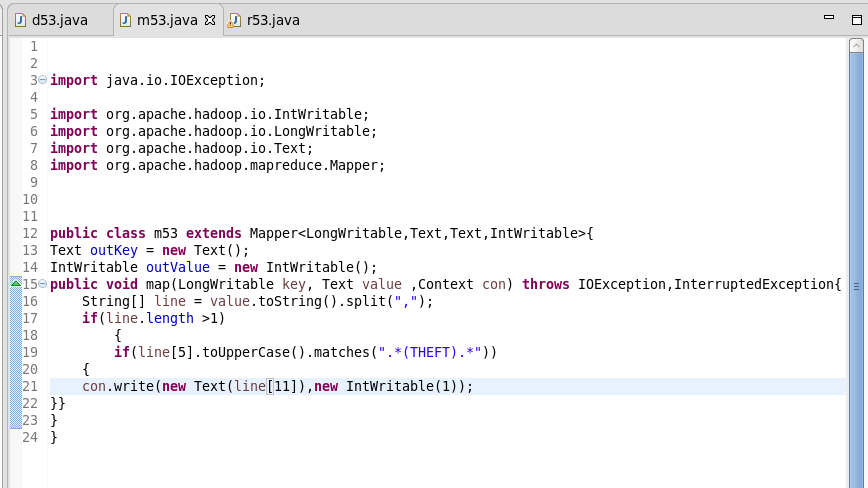 d53.java m53.java r53.java
1
2
3 import java.io.IOException;
4
5 import org.apache.hadoop.io.IntWritable;
6 import org.apache.hadoop.io.LongWritable;
7 import org.apache.hadoop.io.Text;
8 import org.apache.hadoop.mapreduce.Mapper;
9
10
11
12 public class m53 extends Mapper<LongWritable,Text,Text,IntWritable>{
13 Text outKey = new Text();
14 IntWritable outValue = new IntWritable();
15 public void map(LongWritable key, Text value ,Context con) throws IOException,InterruptedException{
16     String[] line = value.toString().split(",");
17     if(line.length >1)
18         {
19         if(line[5].toUpperCase().matches(".*(THEFT).*"))
20     {
21     con.write(new Text(line[11]),new IntWritable(1));
22 }}
23 }
24 }